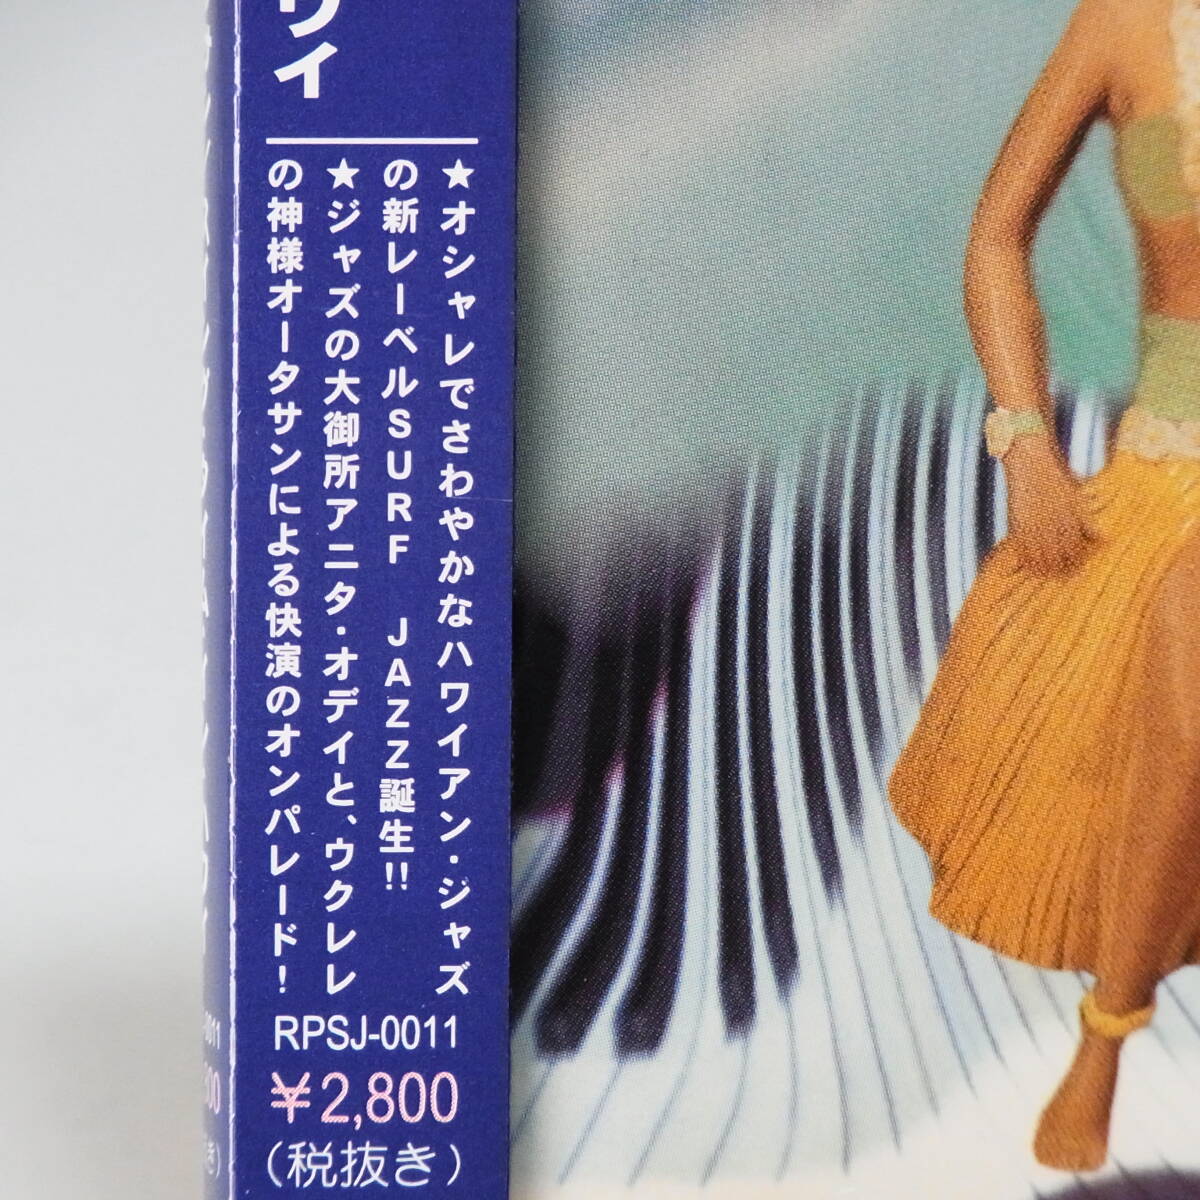 ワイ
★オシャレでさわやかなハワイアン・ジャズ
の新レーベルSURF JAZZ誕生!!
★ジャズの大御所アニタ・オデイと、ウクレレ
の神様オータサンによる快演のオンパレード!
RPSJ-0011
¥2,800
(税抜き)